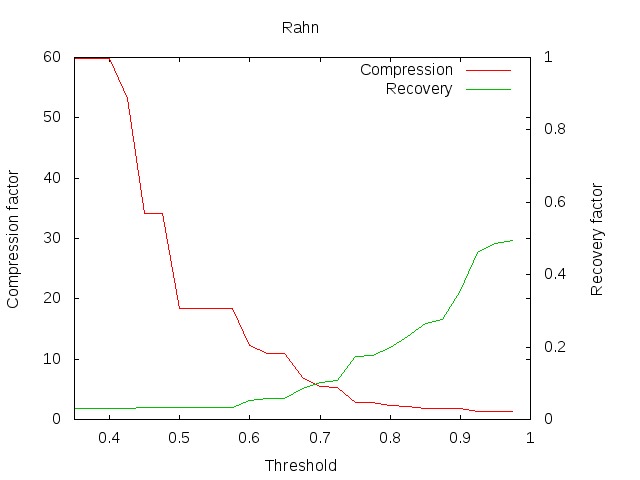 Rahn
Compression
Recovery
Compression factor
60
50
40
30
20
10
0
1
0.8
0.6
0.4
0.2
0
Recovery factor
0.4 0.5 0.6 0.7 0.8 0.9 1
Threshold